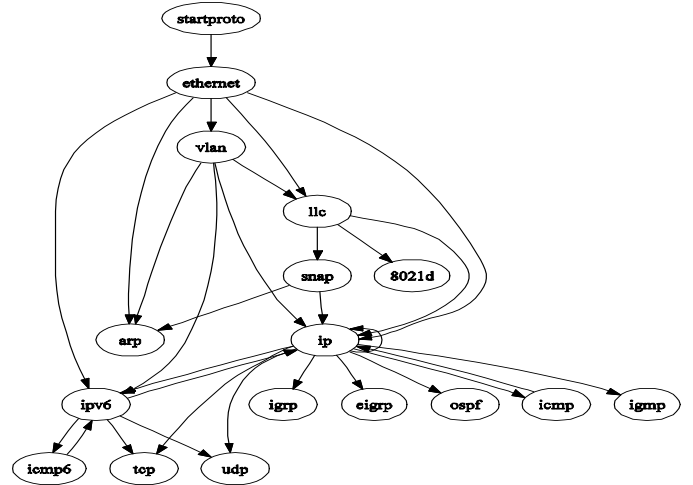 startproto
ethernet
vlan
llc
snap
8021d
arp
ip
ipv6
igrp
eigrp
ospf
icmp
igmp
icmp6
tcp
udp